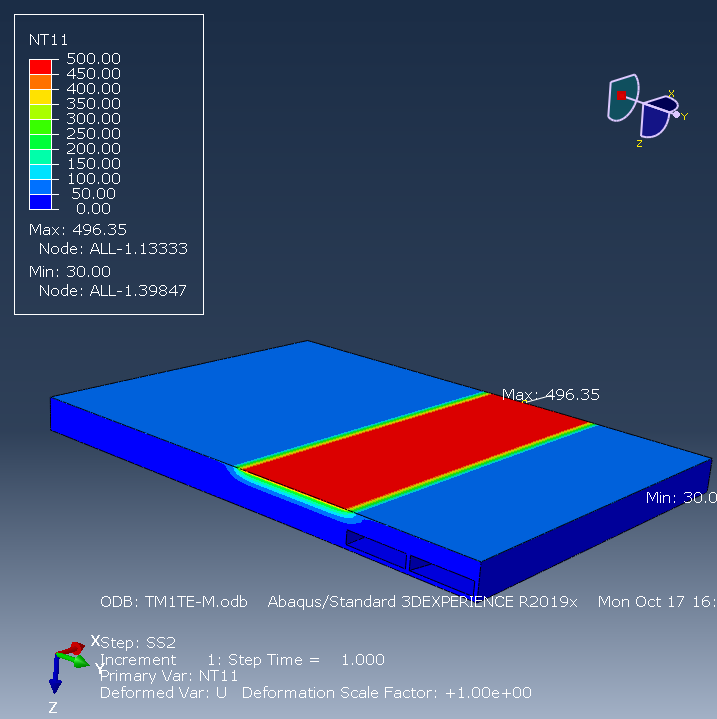 NT11
500.00
450.00
400.00
350.00
300.00
250.00
200.00
150.00
100.00
50.00
0.00
Max: 496.35
Node: ALL-1.13333
Min: 30.00
Node: ALL-1.39847
X
Y
Z
Max: 496.35
Min: 30.0
ODB: TM1TE-M.odb Abaqus/Standard 3DEXPERIENCE R2019x Mon Oct 17 16:
X
Y
Z
Step: SS2
Increment 1: Step Time = 1.000
Primary Var: NT11
Deformed Var: U Deformation Scale Factor: +1.00e+00